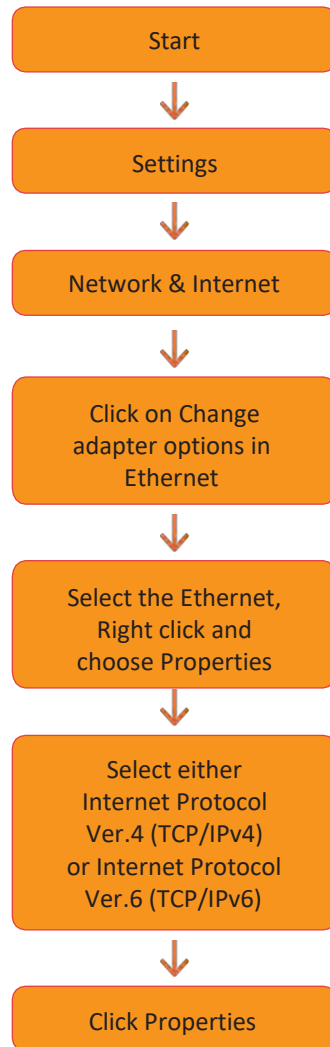 Start
Settings
Network & Internet
Click on Change
adapter options in
Ethernet
Select the Ethernet,
Right click and
choose Properties
Select either
Internet Protocol
Ver.4 (TCP/IPv4)
or Internet Protocol
Ver.6 (TCP/IPv6)
Click Properties